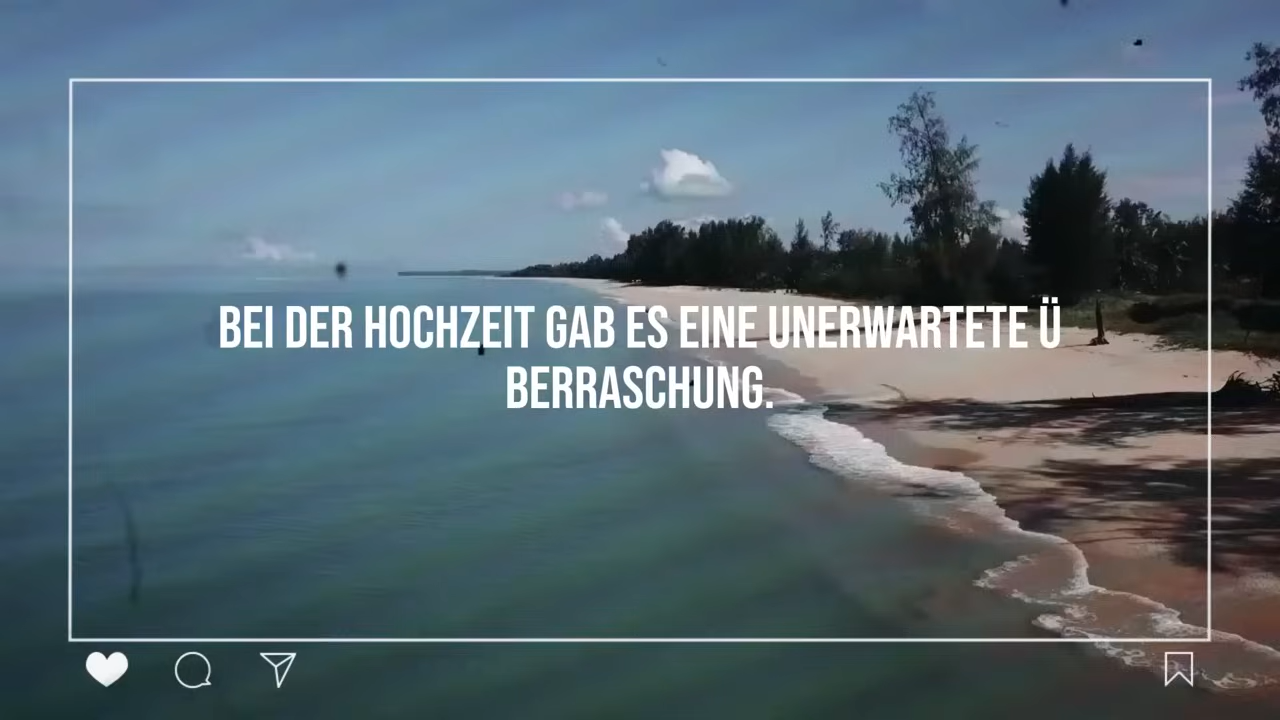 BEI DER HOCHZEIT GAB ES EINE UNERWARTETE Ü
BERRASCHUNG.